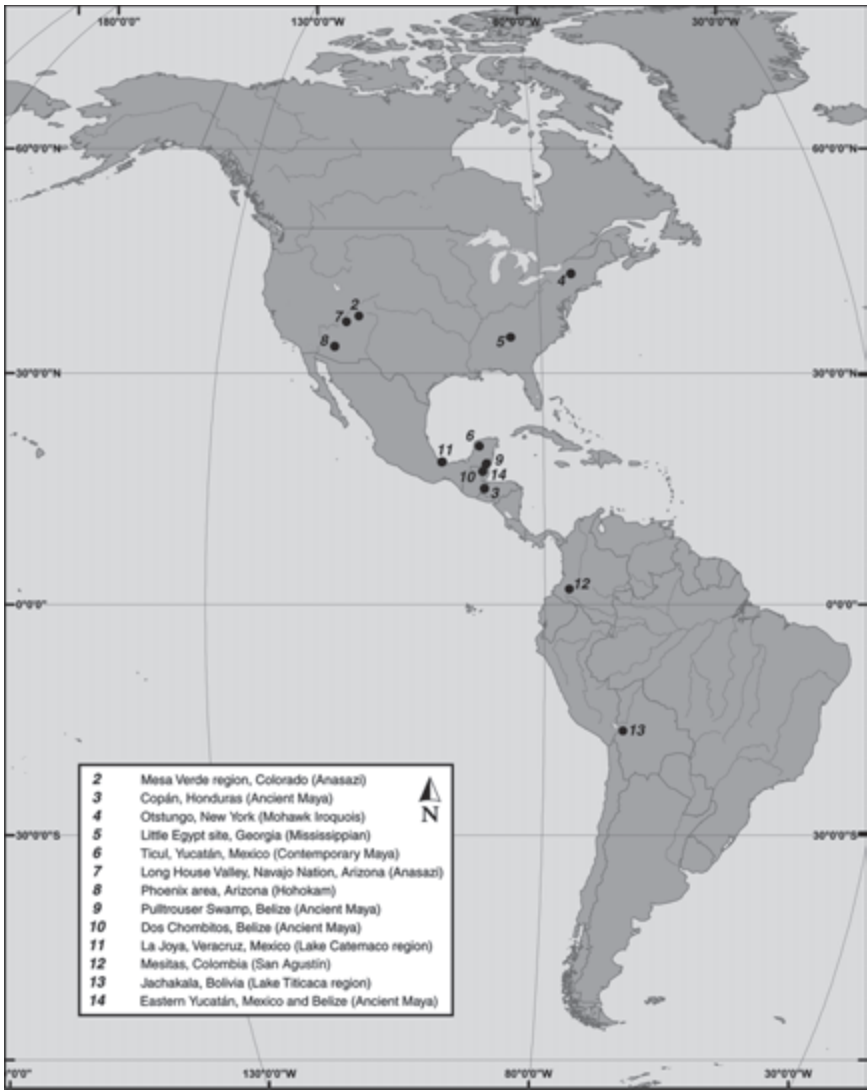 180°0'0"W 130°0'0"W 80°0'0"W 30°0'0"W
60°0'0"N 60°0'0"N
4
2
7
8
5
30°0'0"N 30°0'0"N
6
11
9
10 14
3
12
0°0'0" 0°0'0"
13
N
2 Mesa Verde region, Colorado (Anasazi)
3 Copán, Honduras (Ancient Maya)
4 Otstungo, New York (Mohawk Iroquois)
5 Little Egypt site, Georgia (Mississippian)
6 Ticul, Yucatán, Mexico (Contemporary Maya)
7 Long House Valley, Navajo Nation, Arizona (Anasazi)
8 Phoenix area, Arizona (Hohokam)
9 Pulltrouser Swamp, Belize (Ancient Maya)
10 Dos Chombitos, Belize (Ancient Maya)
11 La Joya, Veracruz, Mexico (Lake Catemaco region)
12 Mesitas, Colombia (San Agustín)
13 Jachakala, Bolivia (Lake Titicaca region)
14 Eastern Yucatán, Mexico and Belize (Ancient Maya)
30°0'0"S
130°0'0"W 80°0'0"W 30°0'0"W